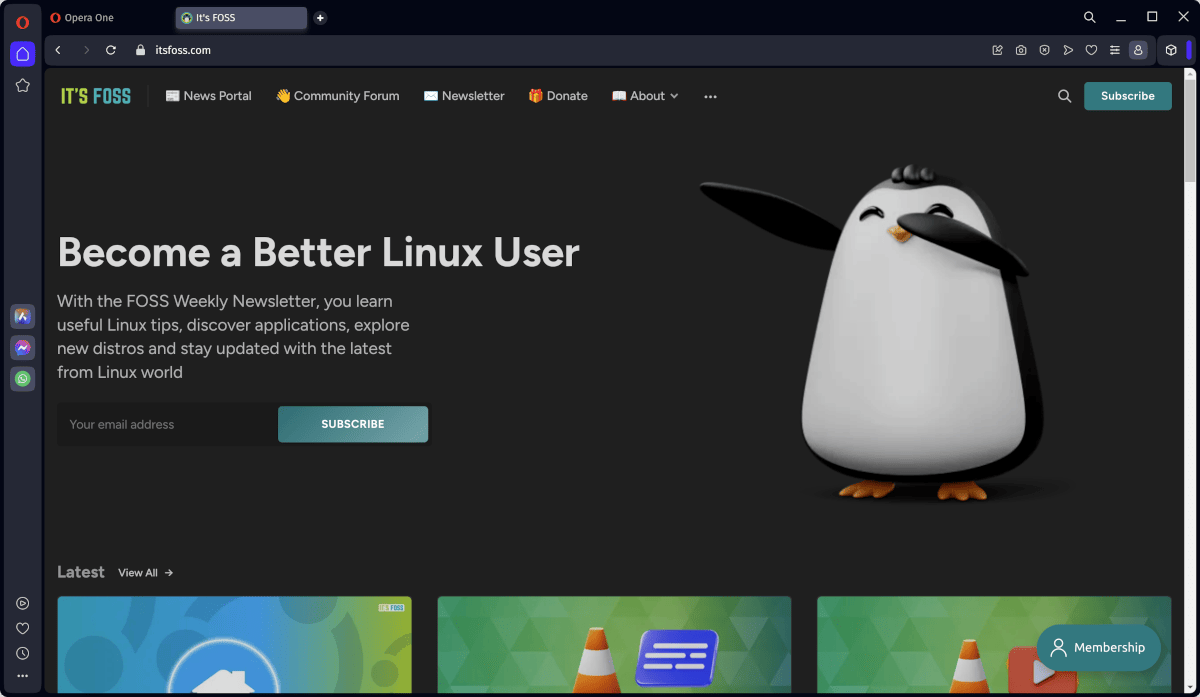 Opera One
It's FOSS
itsfoss.com
IT'S FOSS
News Portal
Community Forum
Newsletter
Donate
About
Subscribe
Become a Better Linux User
With the FOSS Weekly Newsletter, you learn
useful Linux tips, discover applications, explore
new distros and stay updated with the latest
from Linux world
Your email address
SUBSCRIBE
Latest
View All →
IT'S FOSS
Membership